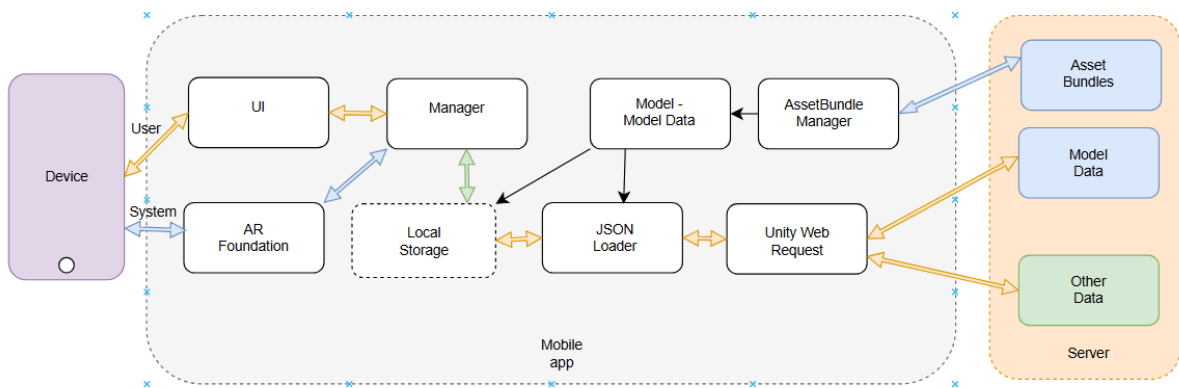 Device
User
System
UI
Manager
Model -
Model Data
AssetBundle
Manager
AR
Foundation
Local
Storage
JSON
Loader
Unity Web
Request
Mobile
app
Asset
Bundles
Model
Data
Other
Data
Server